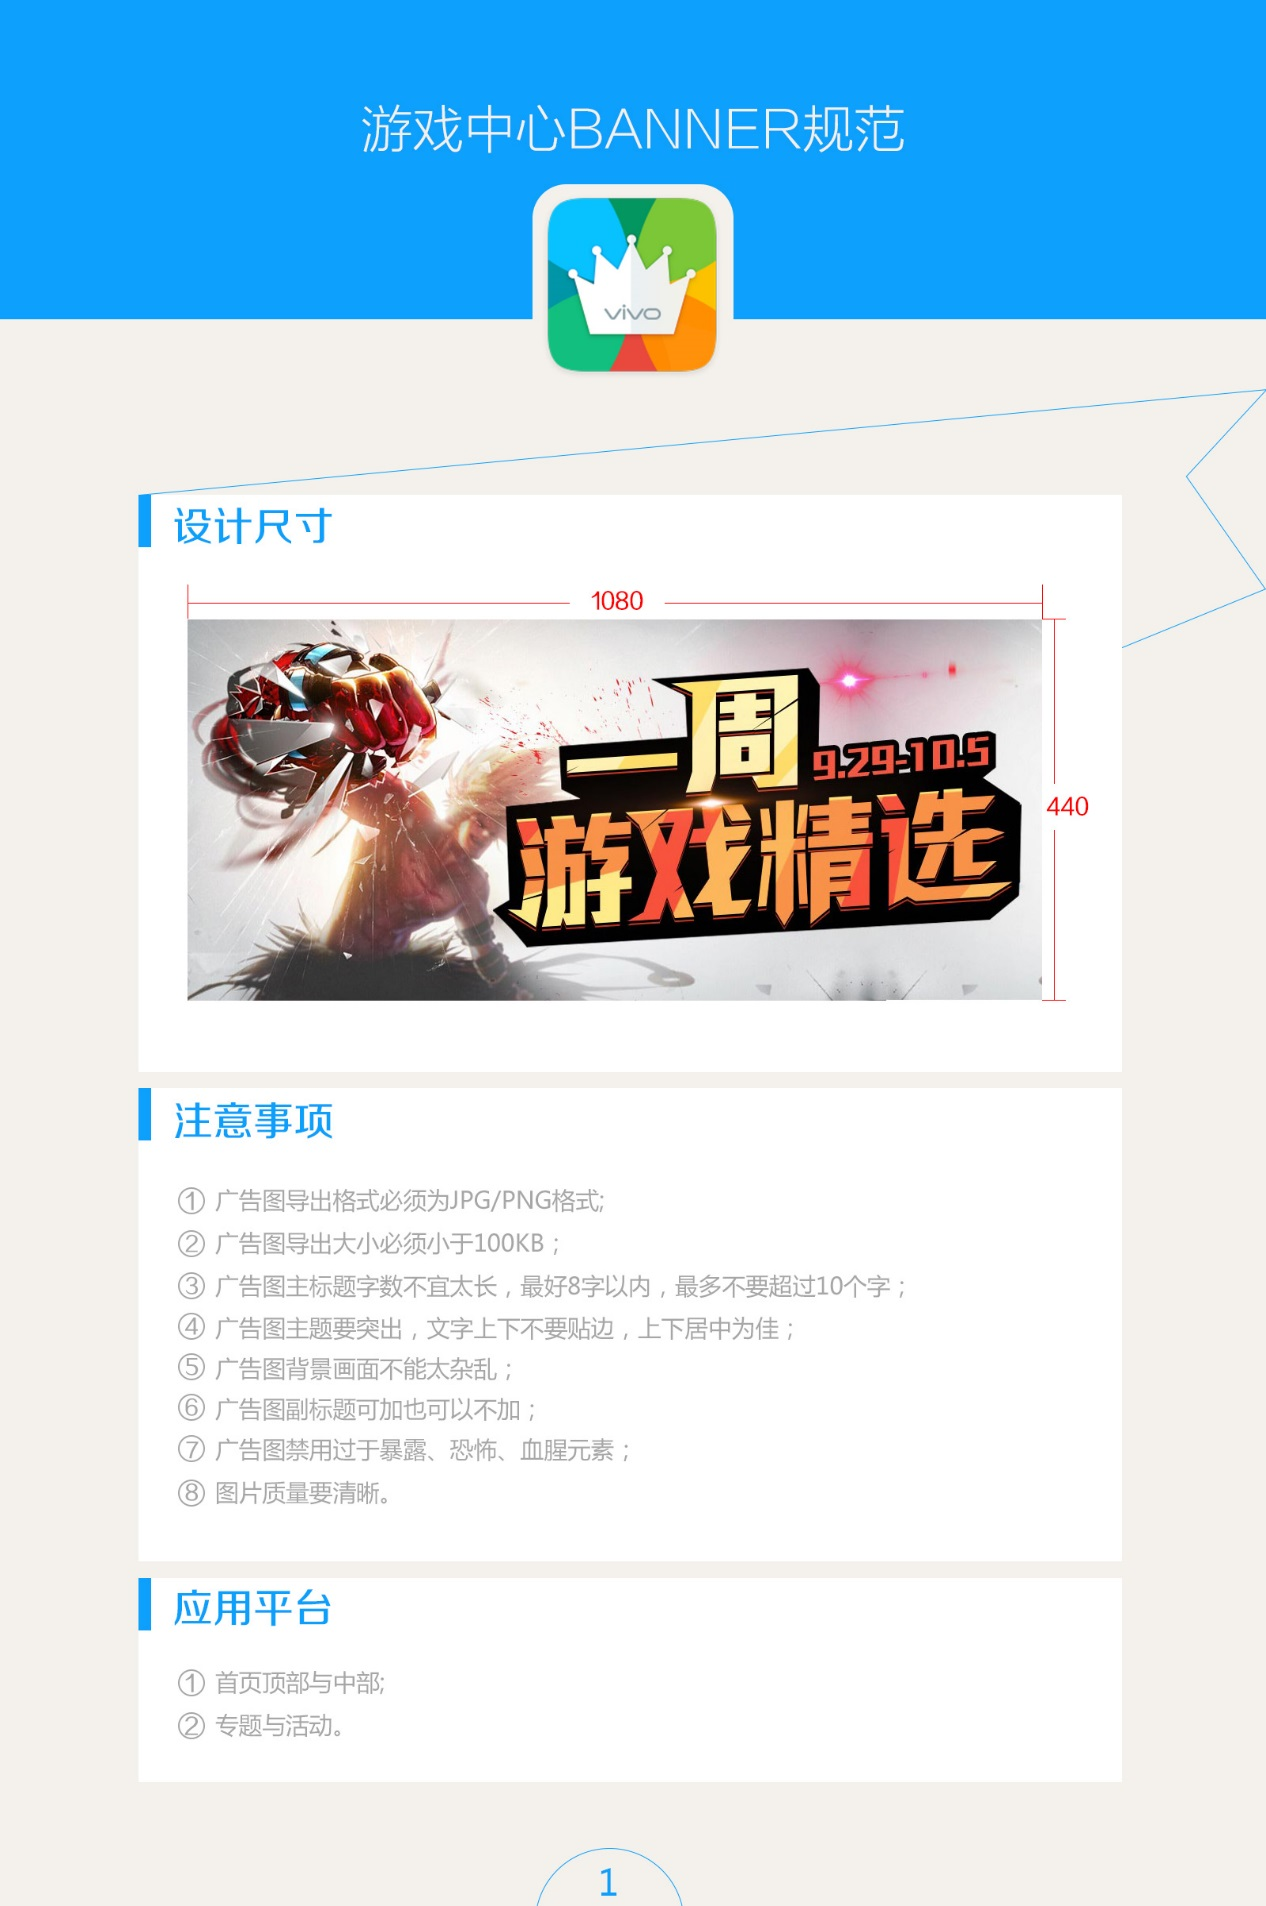 游戏中心BANNER规范
vivo
设计尺寸
1080
一周
9.29-10.5
游戏精选
440
注意事项
① 广告图导出格式必须为JPG/PNG格式;
② 广告图导出大小必须小于100KB；
③ 广告图主标题字数不宜太长，最好8字以内，最多不要超过10个字；
④ 广告图主题要突出，文字上下不要贴边，上下居中为佳；
⑤ 广告图背景画面不能太杂乱；
⑥ 广告图副标题可加也可以不加；
⑦ 广告图禁用过于暴露、恐怖、血腥元素；
⑧ 图片质量要清晰。
应用平台
① 首页顶部与中部;
② 专题与活动。
1